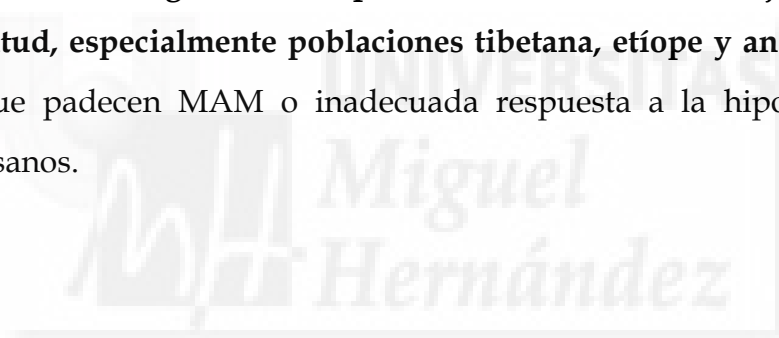 tud, especialmente poblaciones tibetana, etíope y an
ue padecen MAM o inadecuada respuesta a la hipo
sanos.
UNIVERSITAS
Miguel
Hernández